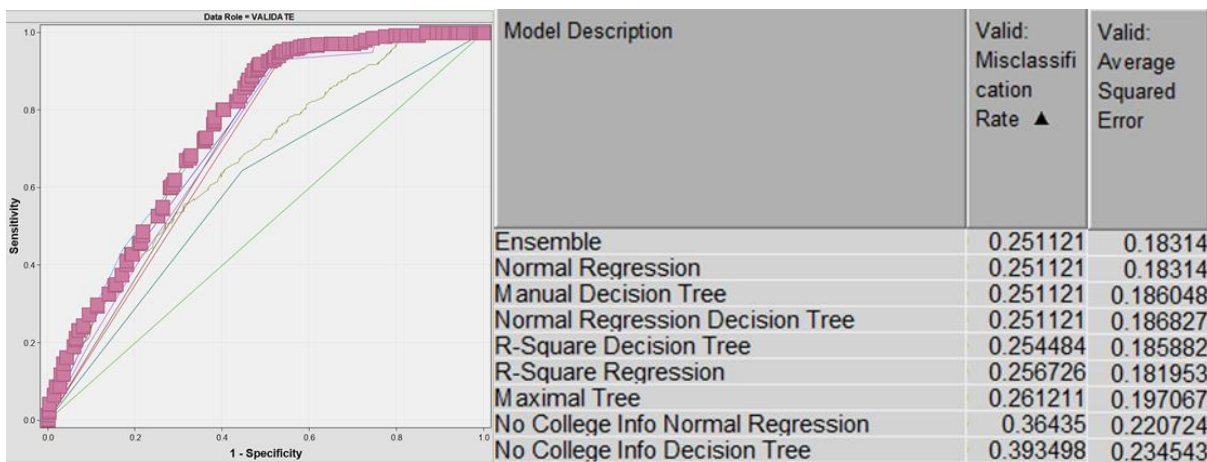 Data Role = VALIDATE
1.0
0.8
0.6
0.4
0.2
0.0
Sensitivity
0.0 0.2 0.4 0.6 0.8 1.0
1 - Specificity
Model Description
Valid:
Misclassifi
cation
Rate ▲
Valid:
Average
Squared
Error
Ensemble 0.251121 0.18314
Normal Regression 0.251121 0.18314
Manual Decision Tree 0.251121 0.186048
Normal Regression Decision Tree 0.251121 0.186827
R-Square Decision Tree 0.254484 0.185882
R-Square Regression 0.256726 0.181953
Maximal Tree 0.261211 0.197067
No College Info Normal Regression 0.36435 0.220724
No College Info Decision Tree 0.393498 0.234543